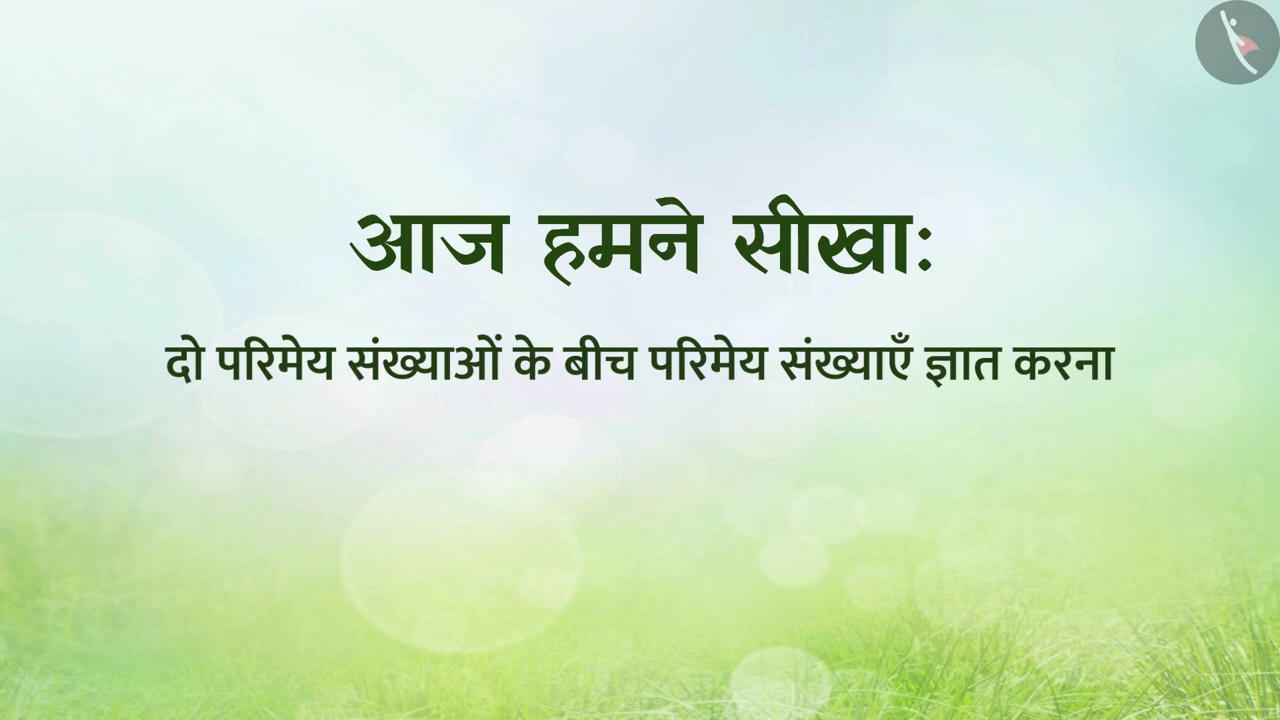 आज हमने सीखाः
दो परिमेय संख्याओं के बीच परिमेय संख्याएँ ज्ञात करना